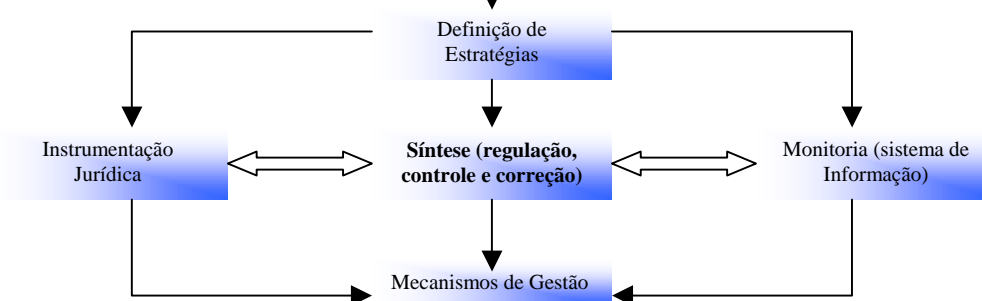 Definição de
Estratégias
Instrumentação
Jurídica
Síntese (regulação,
controle e correção)
Monitoria (sistema de
Informação)
Mecanismos de Gestão